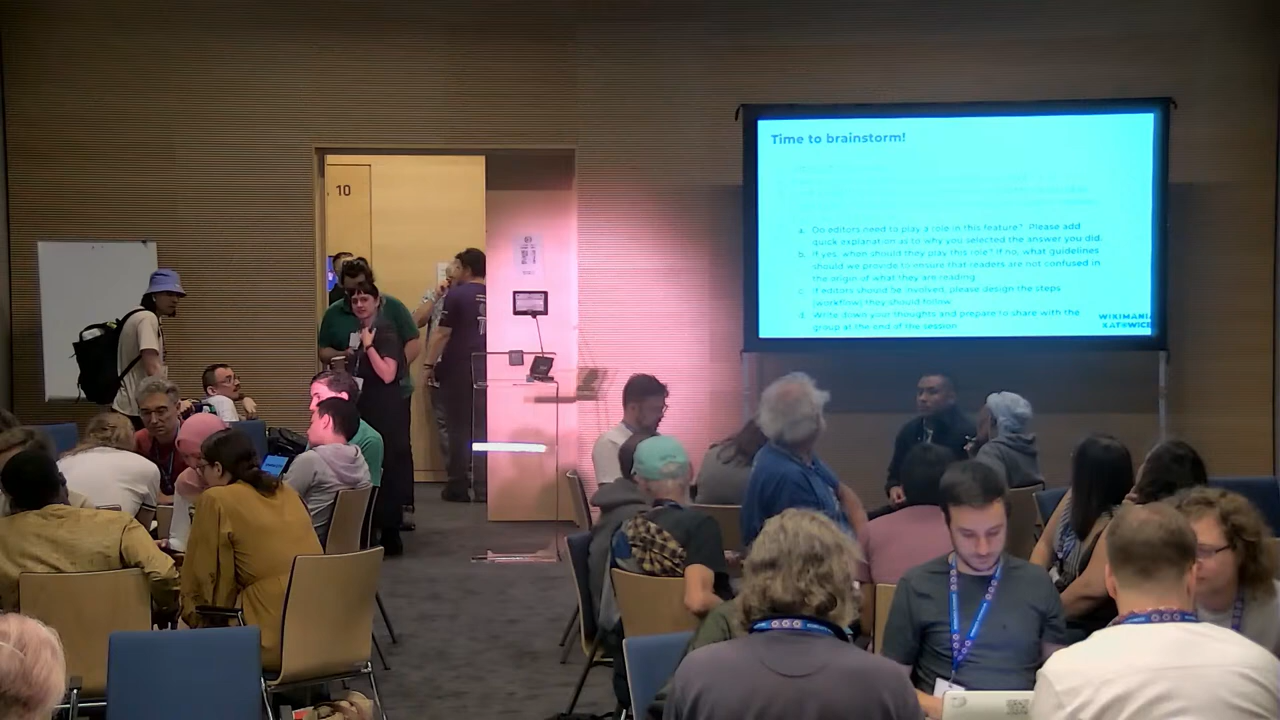 10
Time to brainstorm!
a. Do editors need to play a role in this feature? Please add
quick explanation as to why you selected the answer you did.
b. If yes, when should they play this role? If no, what guidelines
should we provide to ensure that readers are not confused in
the origin of what they are reading.
c. If editors should be involved, please design the steps
(workflow) they should follow.
d. Write down your thoughts and prepare to share with the
group at the end of the session.
WIKIMANIA
KATOWICE